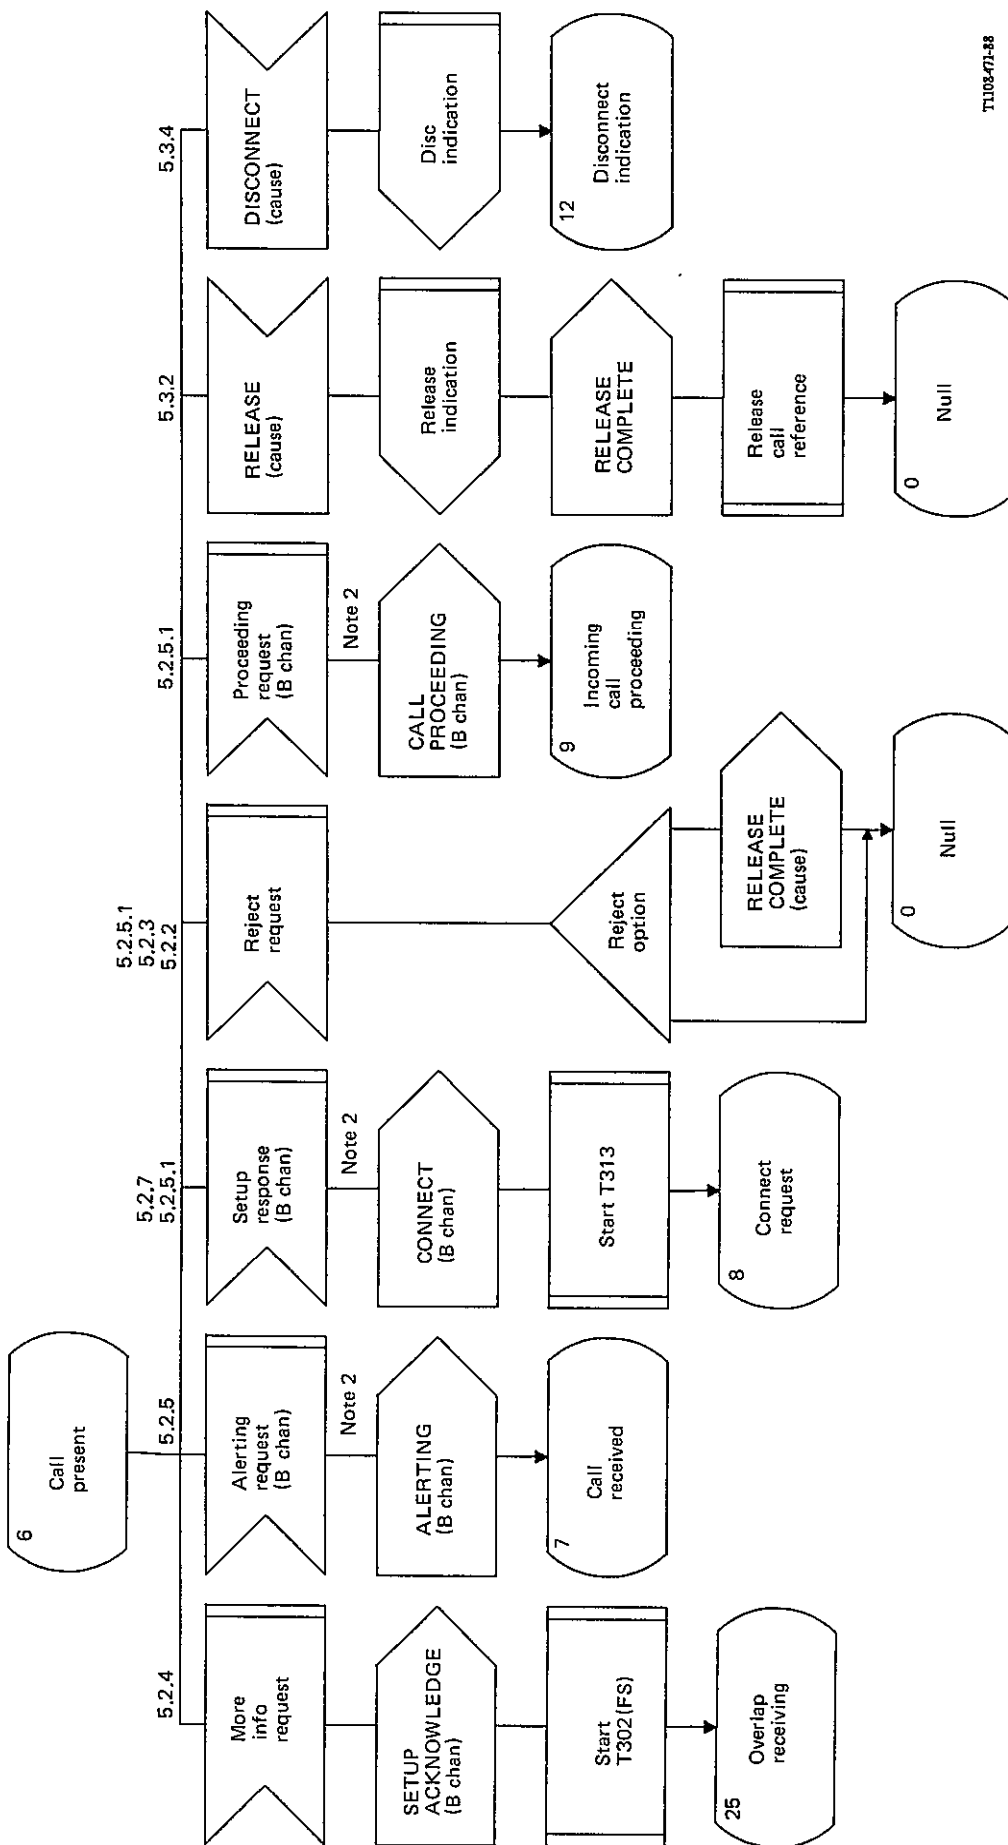 6
Call
present
5.2.4
More
info
request
SETUP
ACKNOWLEDGE
(B chan)
Start
T302(FS)
25
Overlap
receiving
5.2.5
Alerting
request
(B chan)
Note 2
ALERTING
(B chan)
7
Call
received
5.2.7
5.2.5.1
Setup
response
(B chan)
Note 2
CONNECT
(B chan)
Start T313
8
Connect
request
5.2.5.1
5.2.3
5.2.2
Reject
request
Reject
option
RELEASE
COMPLETE
(cause)
0
Null
5.2.5.1
Proceeding
request
(B chan)
Note 2
CALL
PROCEEDING
(B chan)
9
Incoming
call
proceeding
5.3.2
RELEASE
(cause)
Release
indication
RELEASE
COMPLETE
Release
call
reference
0
Null
5.3.4
DISCONNECT
(cause)
Disc
indication
12
Disconnect
indication
T1108471-88